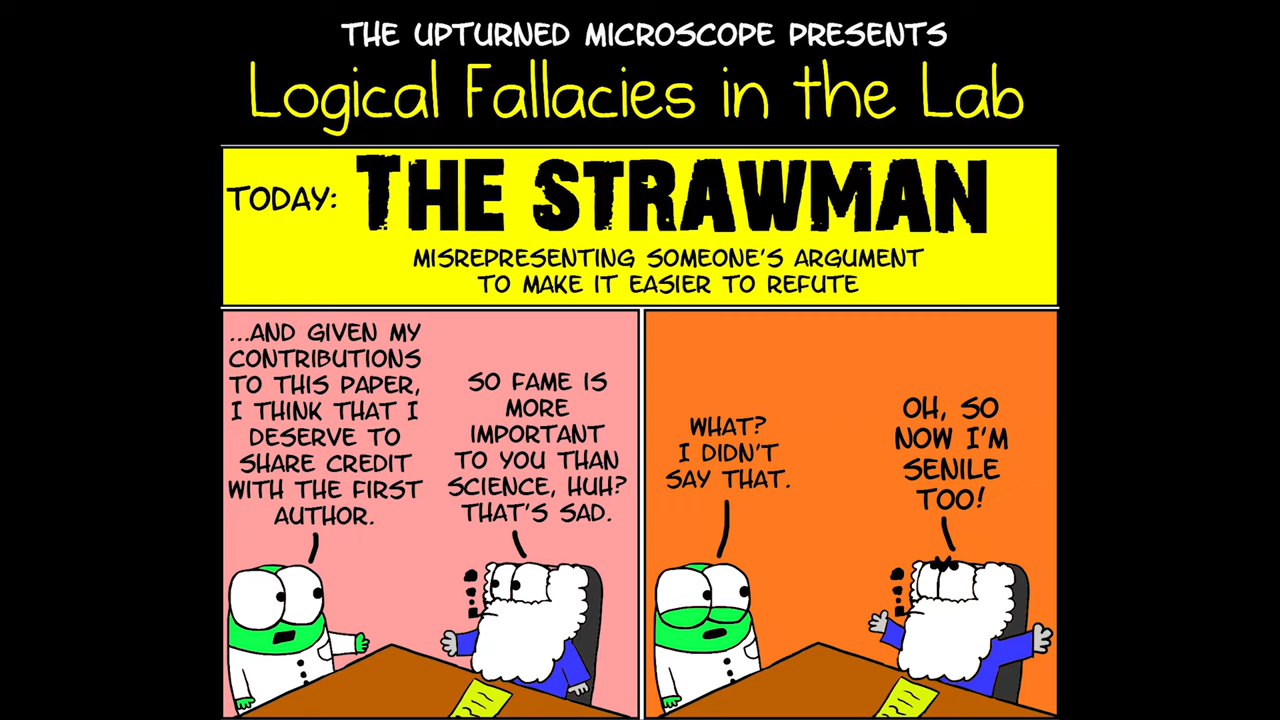 THE UPTURNED MICROSCOPE PRESENTS
Logical Fallacies in the Lab
TODAY: THE STRAWMAN
MISREPRESENTING SOMEONE'S ARGUMENT
TO MAKE IT EASIER TO REFUTE
...AND GIVEN MY
CONTRIBUTIONS
TO THIS PAPER,
I THINK THAT I
DESERVE TO
SHARE CREDIT
WITH THE FIRST
AUTHOR.
SO FAME IS
MORE
IMPORTANT
TO YOU THAN
SCIENCE, HUH?
THAT'S SAD.
WHAT?
I DIDN'T
SAY THAT.
OH, SO
NOW I'M
SENILE
TOO!